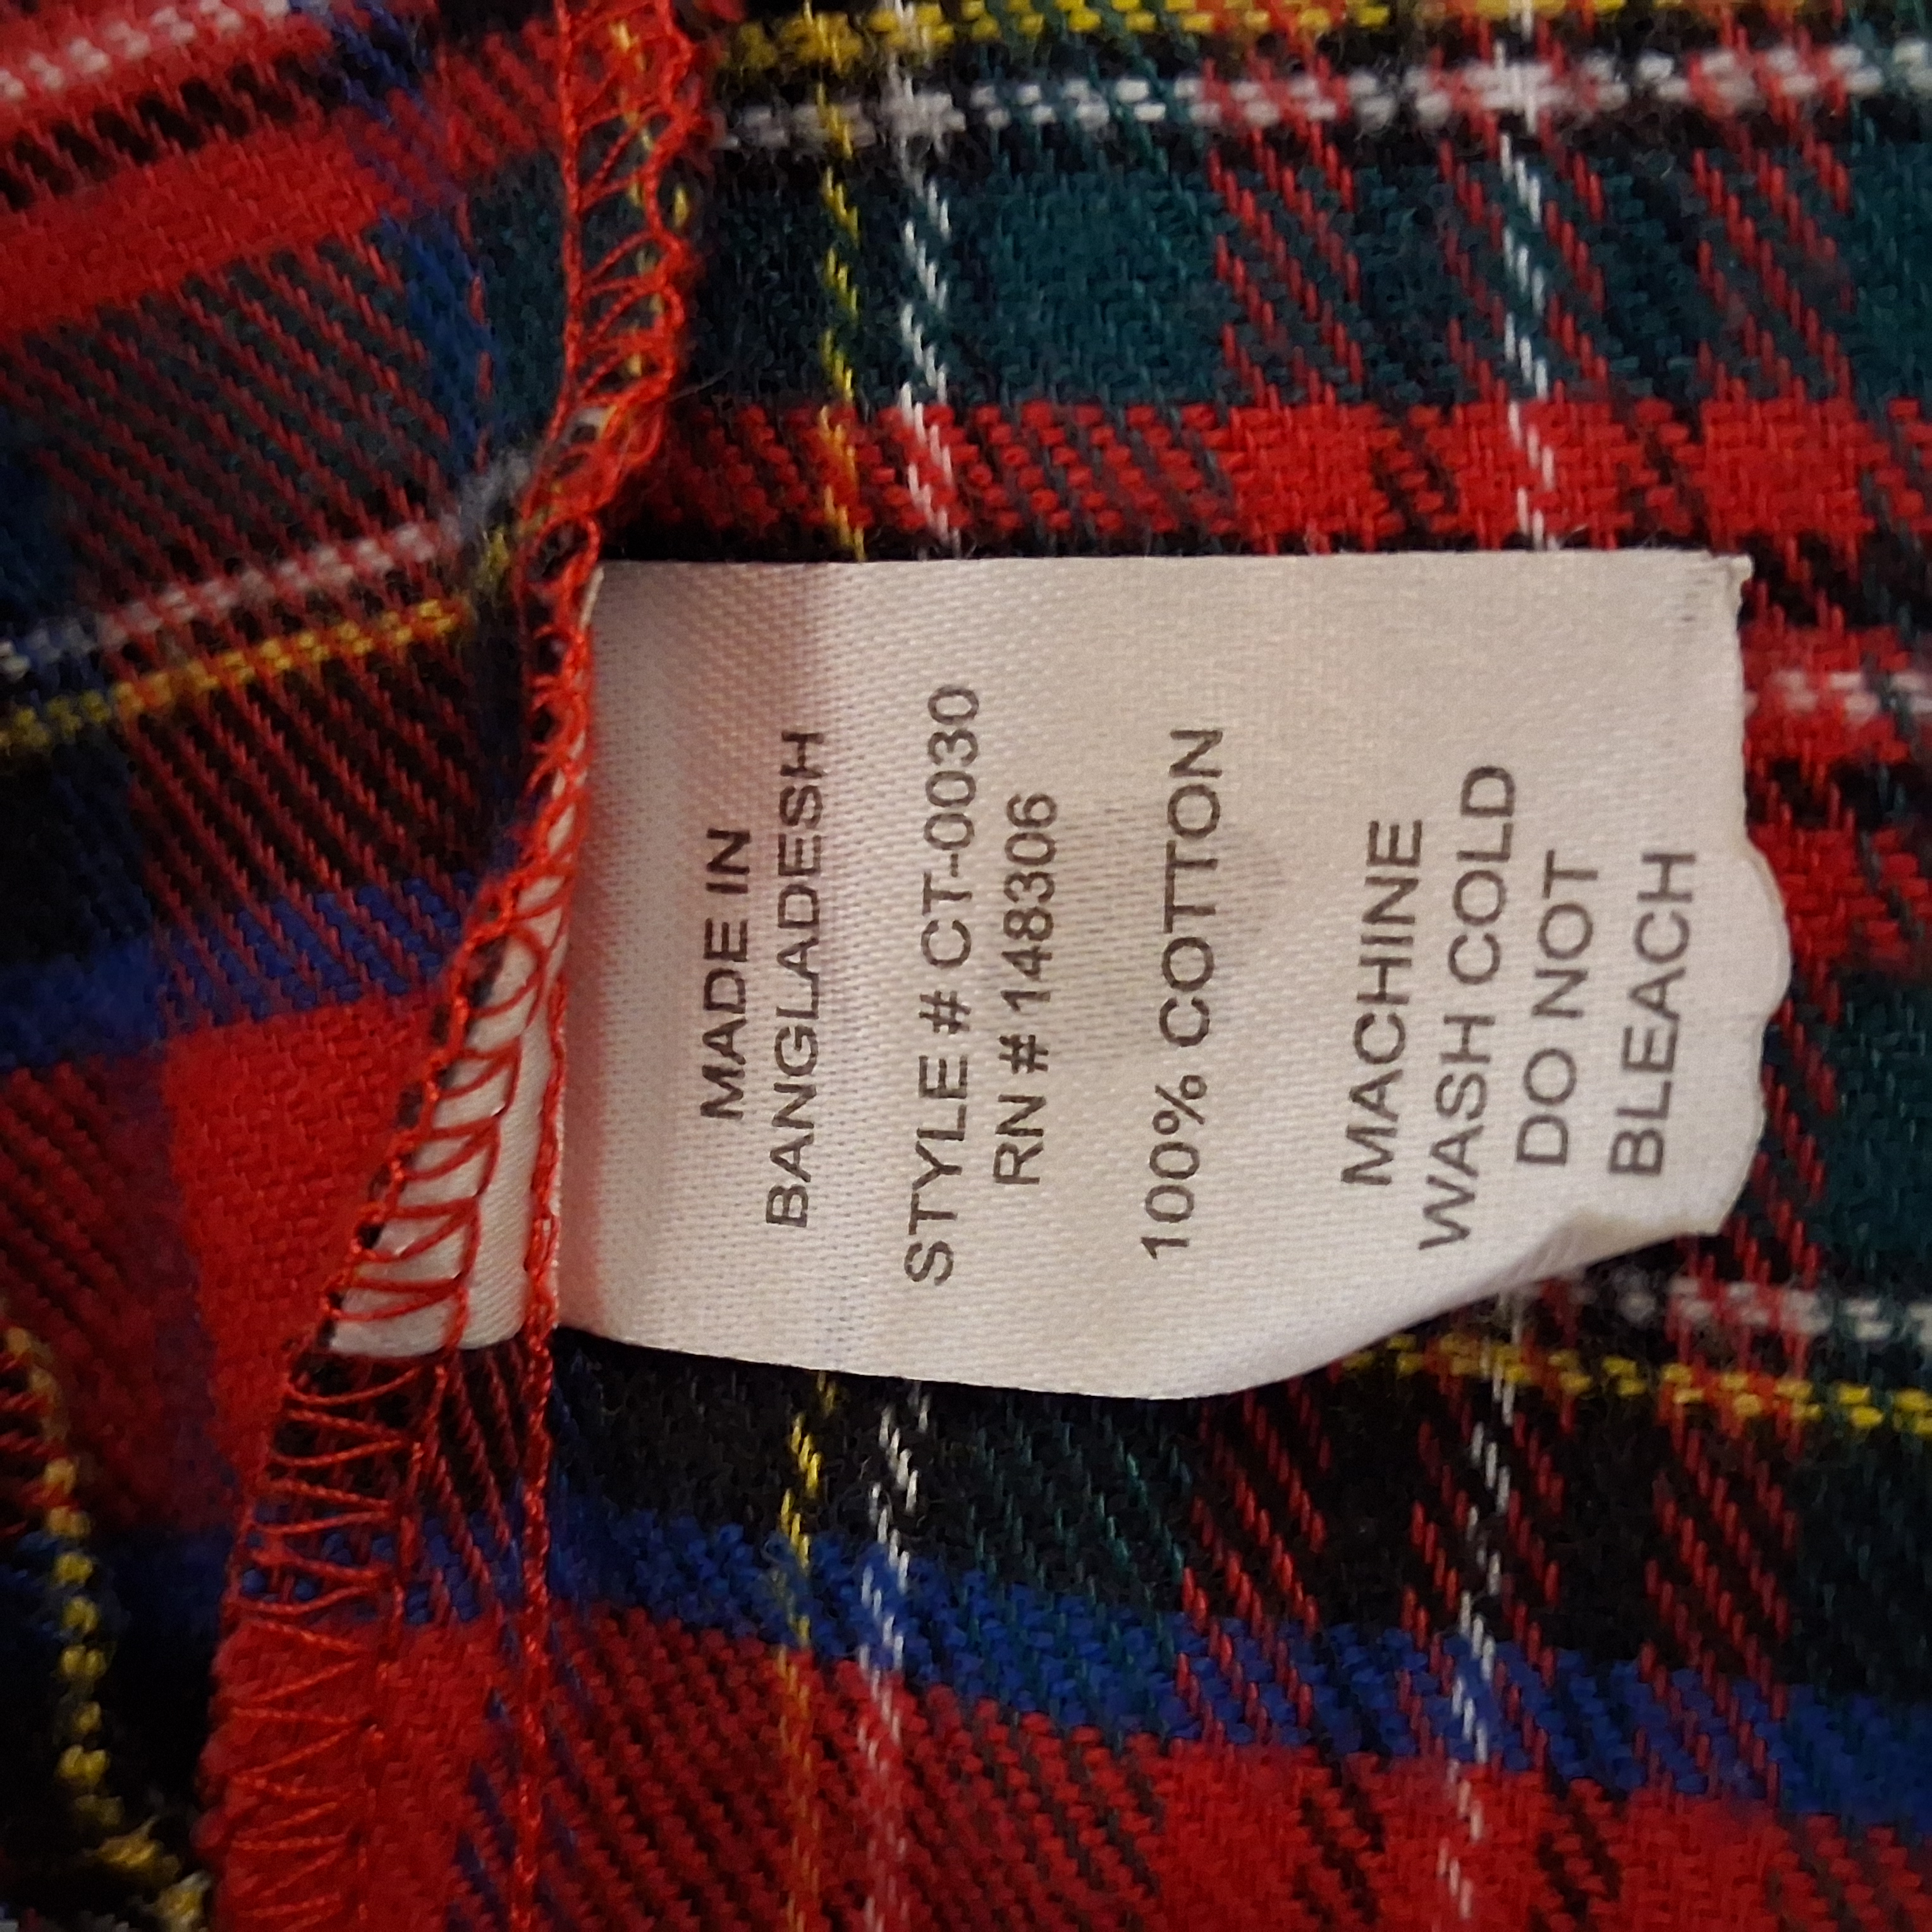 MADE IN
BANGLADESH
STYLE # CT-0030
RN # 148306
100% COTTON
MACHINE
WASH COLD
DO NOT
BLEACH